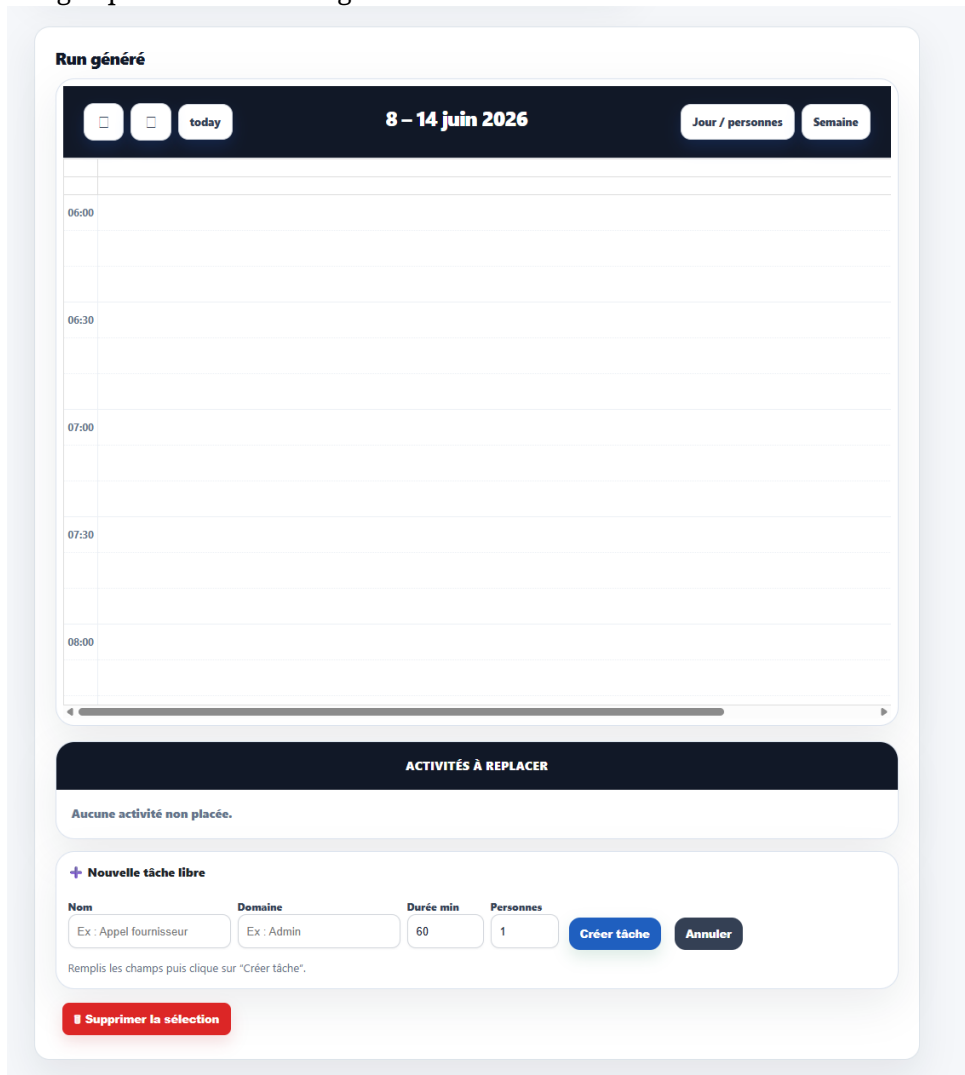 Run généré
today
8 – 14 juin 2026
Jour / personnes
Semaine
06:00
06:30
07:00
07:30
08:00
ACTIVITÉS À REPLACER
Aucune activité non placée.
Nouvelle tâche libre
Nom
Domaine
Durée min
Personnes
Ex : Appel fournisseur
Ex : Admin
60
1
Créer tâche
Annuler
Remplis les champs puis clique sur "Créer tâche".
Supprimer la sélection